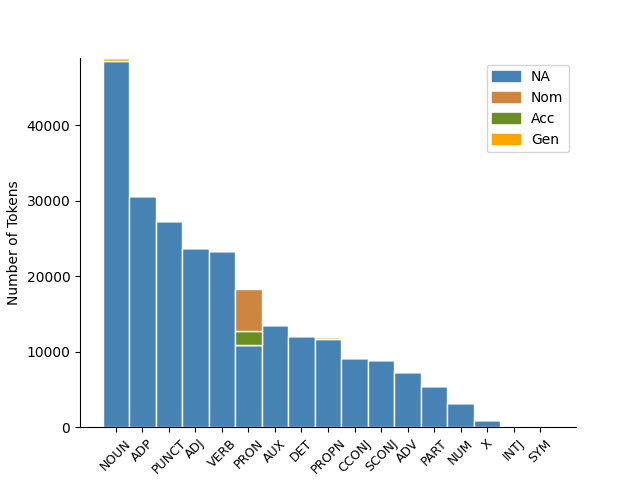 NA
Nom
Acc
Gen
Number of Tokens
40000
30000
20000
10000
0
NOUN
ADP
PUNCT
ADJ
VERB
PRON
AUX
DET
PROPN
CCONJ
SCONJ
ADV
PART
NUM
X
INTJ
SYM